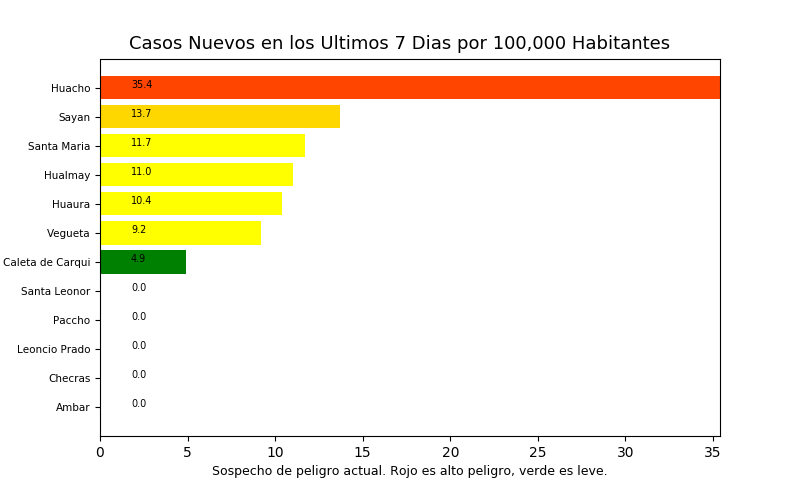 Casos Nuevos en los Ultimos 7 Dias por 100,000 Habitantes
Huacho 35.4
Sayan 13.7
Santa Maria 11.7
Hualmay 11.0
Huaura 10.4
Vegueta 9.2
Caleta de Carqui 4.9
Santa Leonor 0.0
Paccho 0.0
Leoncio Prado 0.0
Checras 0.0
Ambar 0.0
0 5 10 15 20 25 30 35
Sospecho de peligro actual. Rojo es alto peligro, verde es leve.